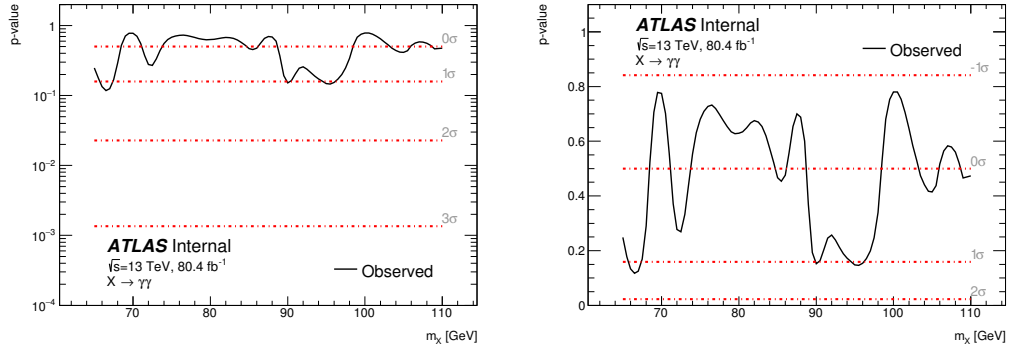 p-value
1
10⁻¹
10⁻²
10⁻³
10⁻⁴
0σ
1σ
2σ
3σ
ATLAS Internal
√s=13 TeV, 80.4 fb⁻¹
X → γγ
Observed
70
80
90
100
110
m_X [GeV]
p-value
1
0.8
0.6
0.4
0.2
0
ATLAS Internal
√s=13 TeV, 80.4 fb⁻¹
X → γγ
Observed
-1σ
0σ
1σ
2σ
70
80
90
100
110
m_X [GeV]